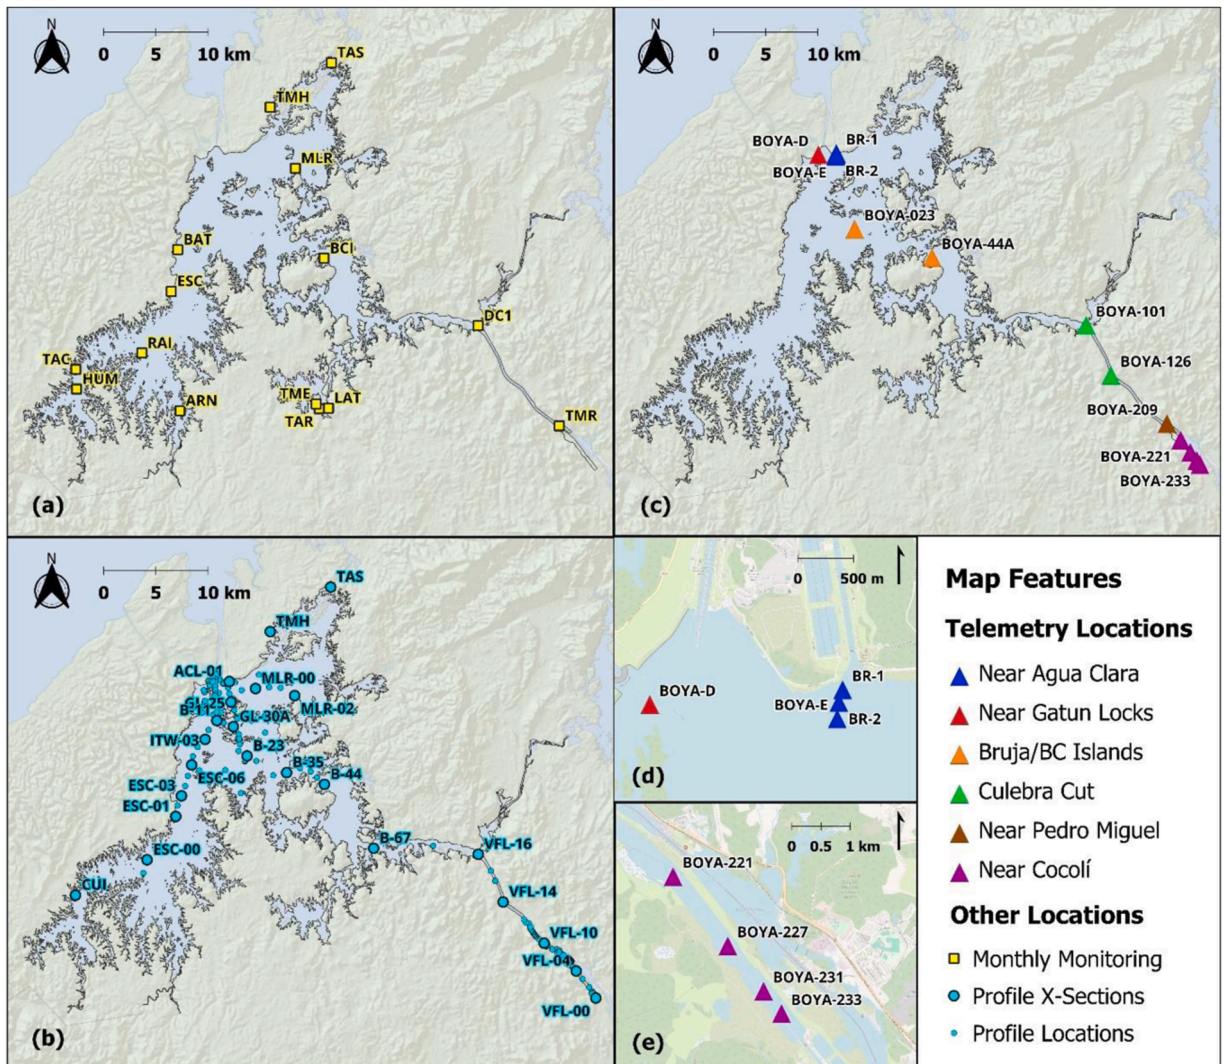 N
0 5 10 km
TAS
TMH
MLR
BAT
BCI
ESC
DC1
RAI
TAC
HUM
ARN
TME
LAT
TAR
TMR
(a)
N
0 5 10 km
BOYA-D
BR-1
BOYA-E
BR-2
BOYA-023
BOYA-44A
BOYA-101
BOYA-126
BOYA-209
BOYA-221
BOYA-233
(c)
N
0 5 10 km
TAS
TMH
ACL-01
MLR-00
GL-25
MLR-02
B-11
GL-30A
ITW-03
B-23
B-35
ESC-06
B-44
ESC-03
ESC-01
B-67
VFL-16
ESC-00
CUI
VFL-14
VFL-10
VFL-04
VFL-00
(b)
0 500 m
BR-1
BOYA-D
BOYA-E
BR-2
(d)
0 0.5 1 km
BOYA-221
BOYA-227
BOYA-231
BOYA-233
(e)
Map Features
Telemetry Locations
Near Agua Clara
Near Gatun Locks
Bruja/BC Islands
Culebra Cut
Near Pedro Miguel
Near Cocolí
Other Locations
Monthly Monitoring
Profile X-Sections
Profile Locations